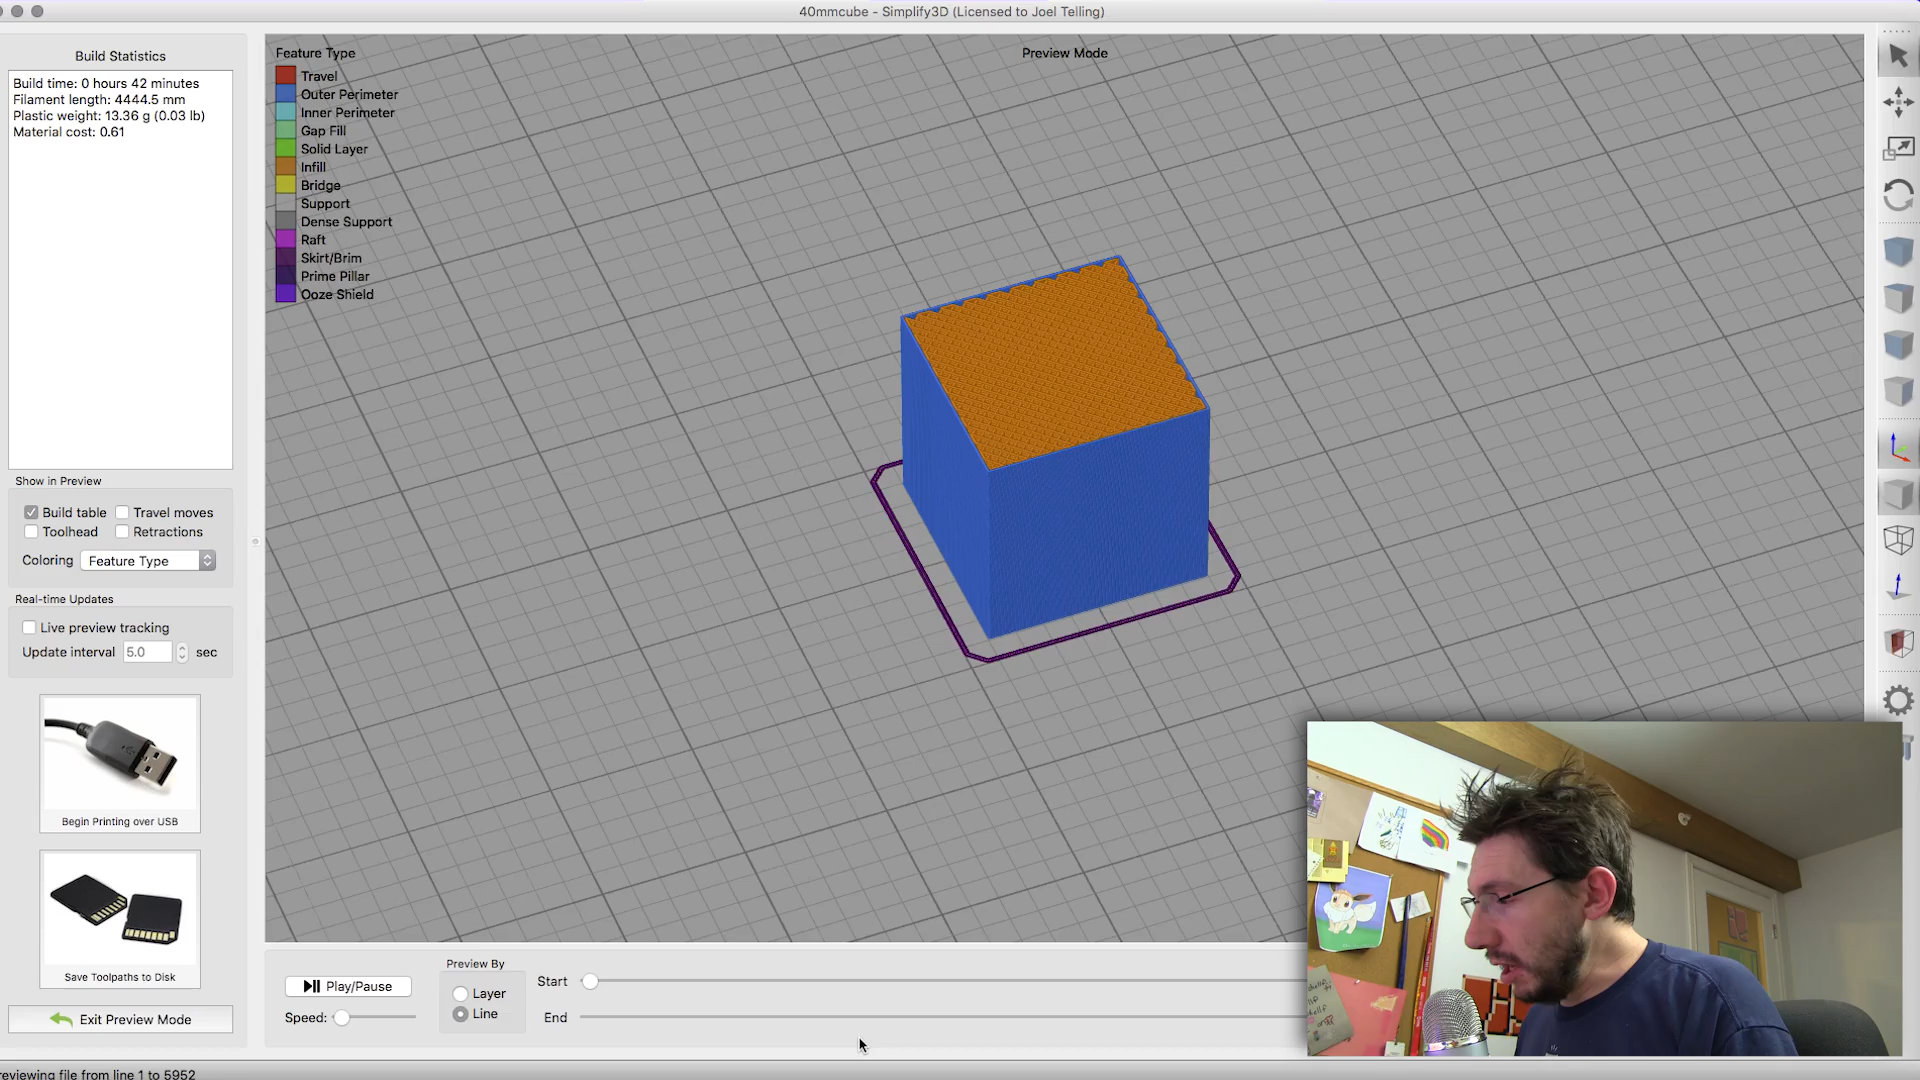 40mmcube - Simplify3D (Licensed to Joel Telling)
Build Statistics
Build time: 0 hours 42 minutes
Filament length: 4444.5 mm
Plastic weight: 13.36 g (0.03 lb)
Material cost: 0.61
Show in Preview
Build table
Travel moves
Toolhead
Retractions
Coloring
Feature Type
Real-time Updates
Live preview tracking
Update interval 5.0 sec
Begin Printing over USB
Save Toolpaths to Disk
Exit Preview Mode
Feature Type
Travel
Outer Perimeter
Inner Perimeter
Gap Fill
Solid Layer
Infill
Bridge
Support
Dense Support
Raft
Skirt/Brim
Prime Pillar
Ooze Shield
Preview Mode
Play/Pause
Speed:
Preview By
Layer
Line
Start
End
reviewing file from line 1 to 5952